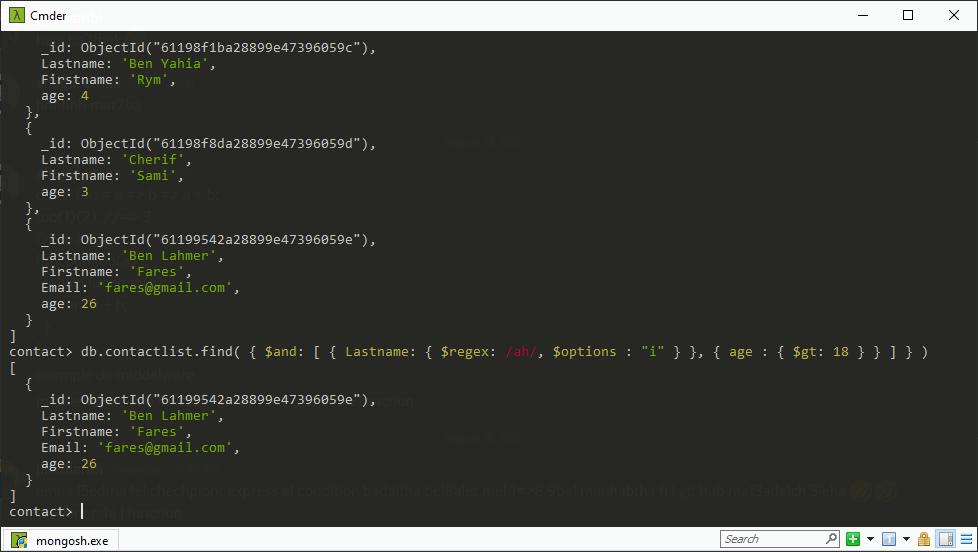 Cmder
_id: ObjectId("61198f1ba28899e47396059c"),
Lastname: 'Ben Yahia',
Firstname: 'Rym',
age: 4
},
{
_id: ObjectId("61198f8da28899e47396059d"),
Lastname: 'Cherif',
Firstname: 'Sami',
age: 3
},
{
_id: ObjectId("61199542a28899e47396059e"),
Lastname: 'Ben Lahmer',
Firstname: 'Fares',
Email: 'fares@gmail.com',
age: 26
}
]
contact> db.contactlist.find( { $and: [ { Lastname: { $regex: /ah/, $options : "i" } }, { age : { $gt: 18 } } ] } )
[
{
_id: ObjectId("61199542a28899e47396059e"),
Lastname: 'Ben Lahmer',
Firstname: 'Fares',
Email: 'fares@gmail.com',
age: 26
}
]
contact>
mongosh.exe
Search